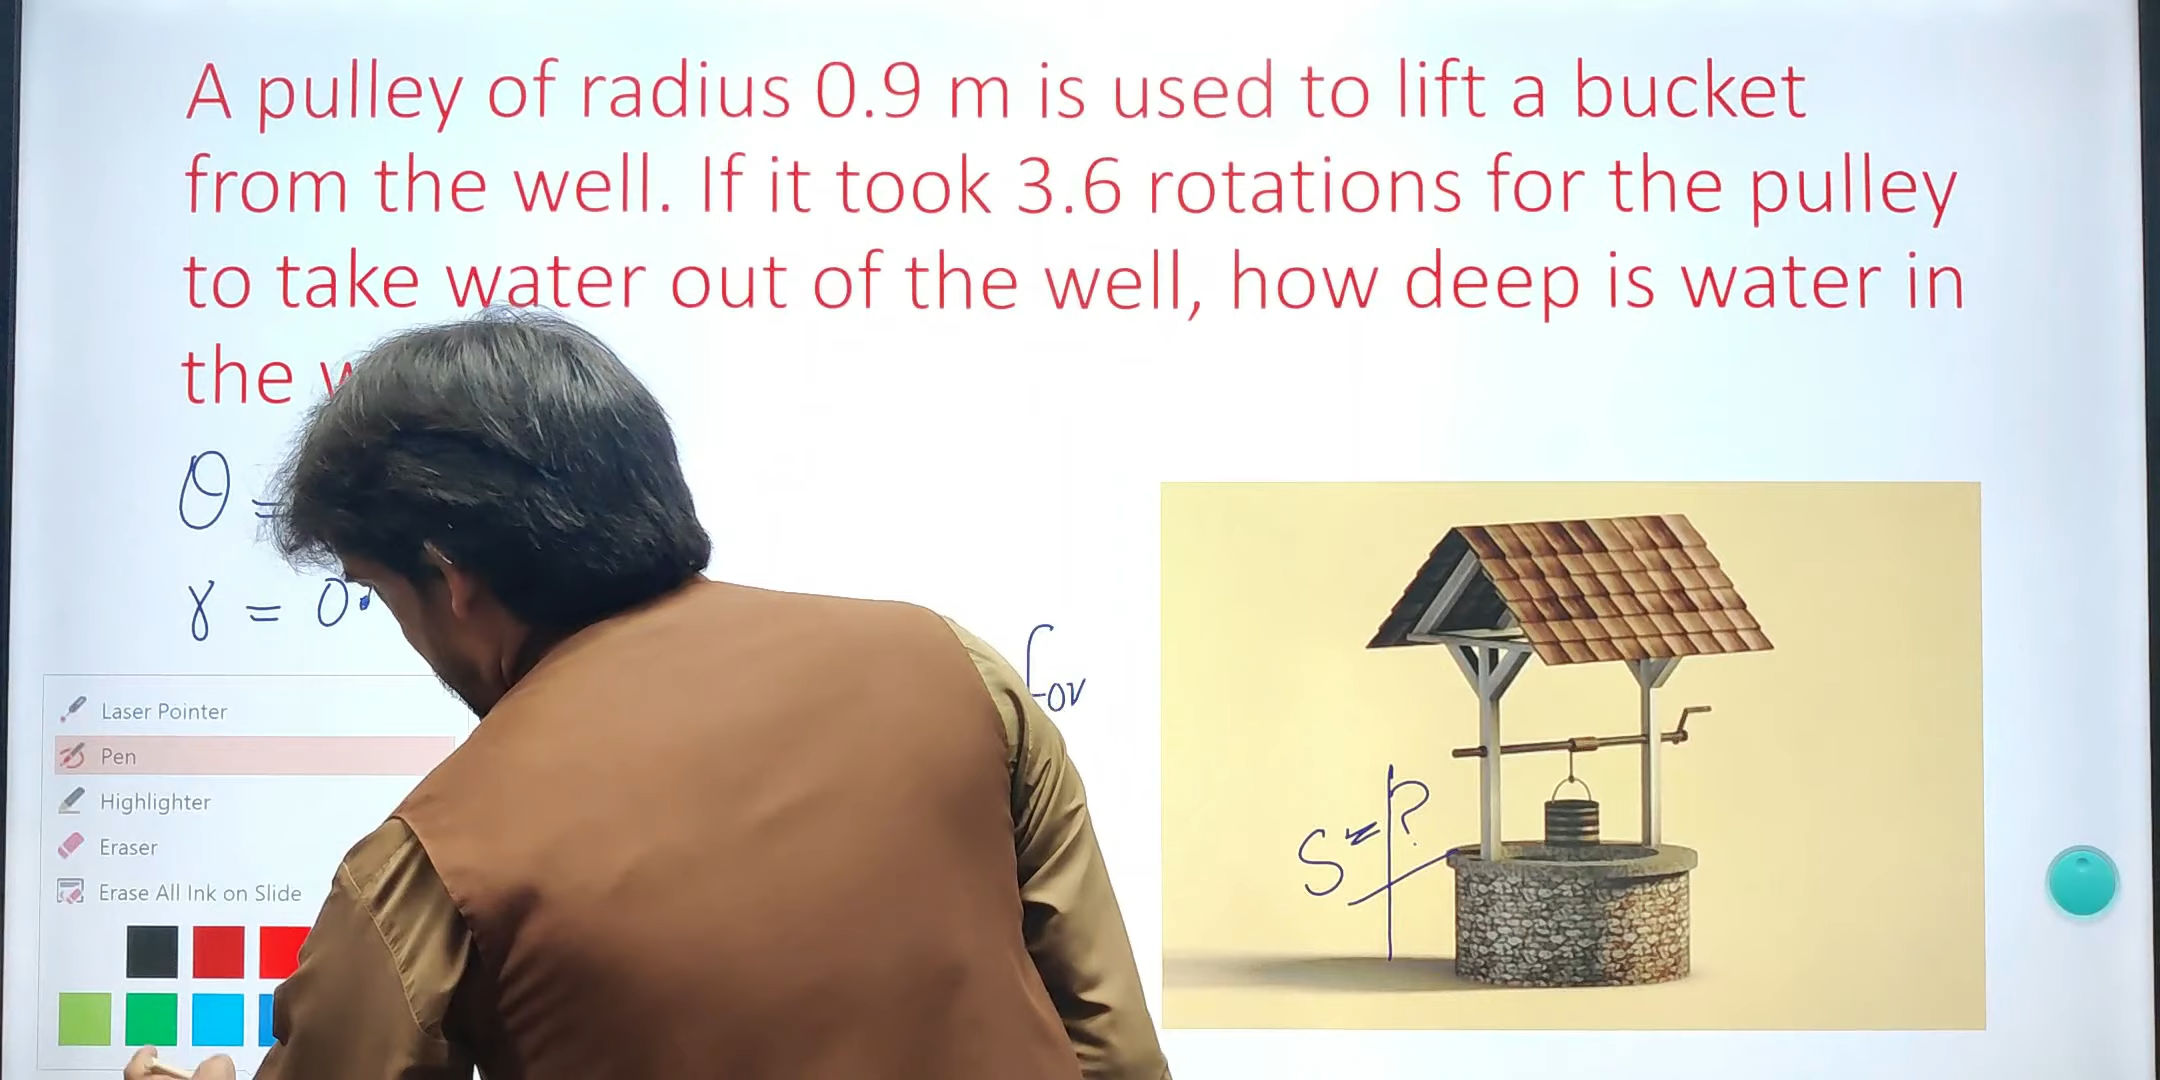 A pulley of radius 0.9 m is used to lift a bucket
from the well. If it took 3.6 rotations for the pulley
to take water out of the well, how deep is water in
the
θ =
r = 0.
for
S = ?
Laser Pointer
Pen
Highlighter
Eraser
Erase All Ink on Slide